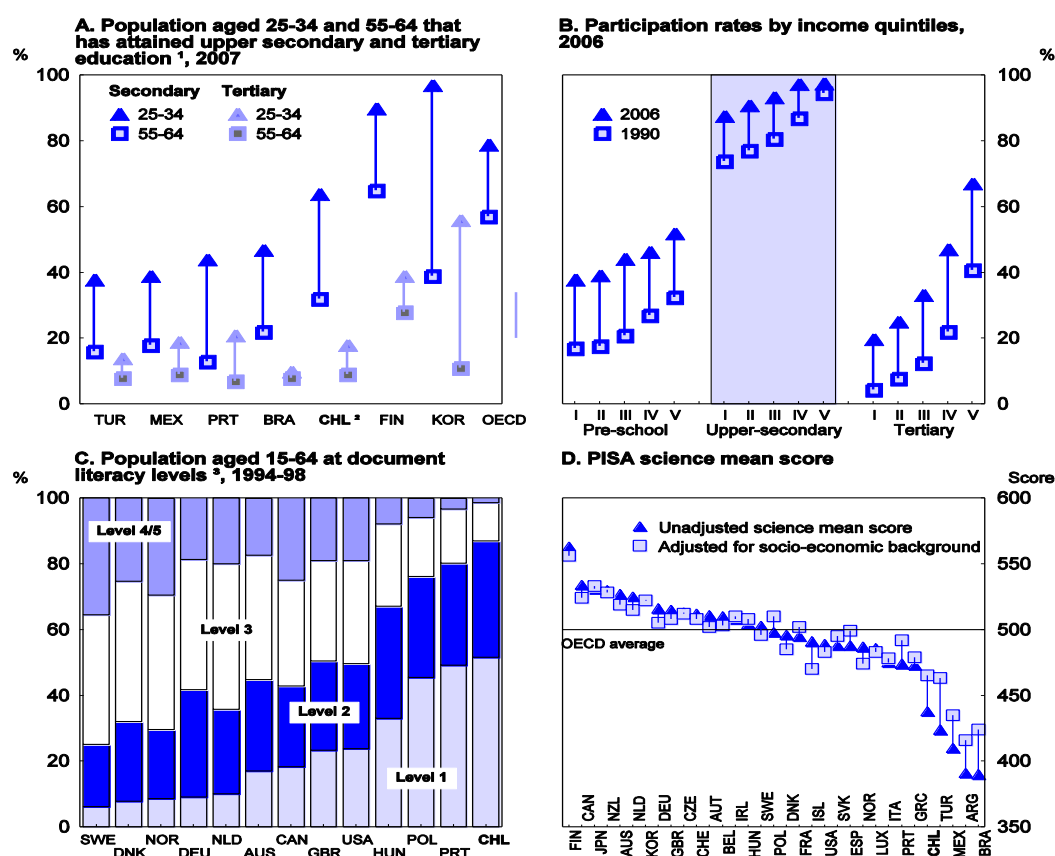 A. Population aged 25-34 and 55-64 that
has attained upper secondary and tertiary
education ¹, 2007
%
100
80
60
40
20
0
Secondary Tertiary
25-34 25-34
55-64 55-64
TUR MEX PRT BRA CHL ² FIN KOR OECD
B. Participation rates by income quintiles,
2006
%
100
80
60
40
20
0
2006
1990
I II III IV V I II III IV V I II III IV V
Pre-school Upper-secondary Tertiary
C. Population aged 15-64 at document
literacy levels ³, 1994-98
%
100
80
60
40
20
0
Level 4/5
Level 3
Level 2
Level 1
SWE NOR NLD CAN USA POL CHL
DNK DEU AUS GBR HUN PRT
D. PISA science mean score
Score
600
550
500
450
400
350
Unadjusted science mean score
Adjusted for socio-economic background
OECD average
FIN CAN JPN NZL AUS NLD KOR DEU GBR CZE CHE AUT BEL IRL HUN SWE POL DNK FRA ISL USA SVK ESP NOR LUX ITA PRT GRC CHL TUR MEX ARG BRA